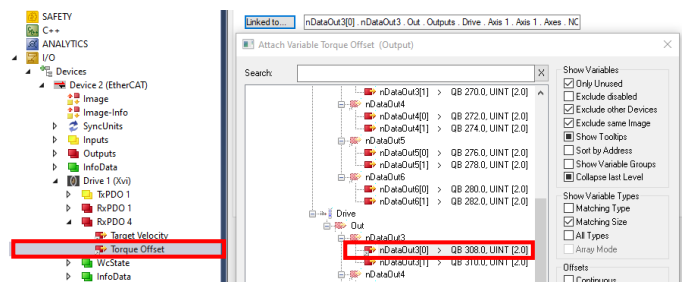 SAFETY
C++
ANALYTICS
I/O
Devices
Device 2 (EtherCAT)
Image
Image-Info
SyncUnits
Inputs
Outputs
InfoData
Drive 1 (Xvi)
TxPDO 1
RxPDO 1
RxPDO 4
Target Velocity
Torque Offset
WcState
InfoData
Linked to... nDataOut3[0] . nDataOut3 . Out . Outputs . Drive . Axis 1 . Axis 1 . Axes . NC
Attach Variable Torque Offset (Output)
Search: X
nDataOut3[1] > QB 270.0, UINT [2.0]
nDataOut4
nDataOut4[0] > QB 272.0, UINT [2.0]
nDataOut4[1] > QB 274.0, UINT [2.0]
nDataOut5
nDataOut5[0] > QB 276.0, UINT [2.0]
nDataOut5[1] > QB 278.0, UINT [2.0]
nDataOut6
nDataOut6[0] > QB 280.0, UINT [2.0]
nDataOut6[1] > QB 282.0, UINT [2.0]
Drive
Out
nDataOut3
nDataOut3[0] > QB 308.0, UINT [2.0]
nDataOut3[1] > QB 310.0, UINT [2.0]
nDataOut4
Show Variables
Only Unused
Exclude disabled
Exclude other Devices
Exclude same Image
Show Tooltips
Sort by Address
Show Variable Groups
Collapse last Level
Show Variable Types
Matching Type
Matching Size
All Types
Array Mode
Offsets
Continuous